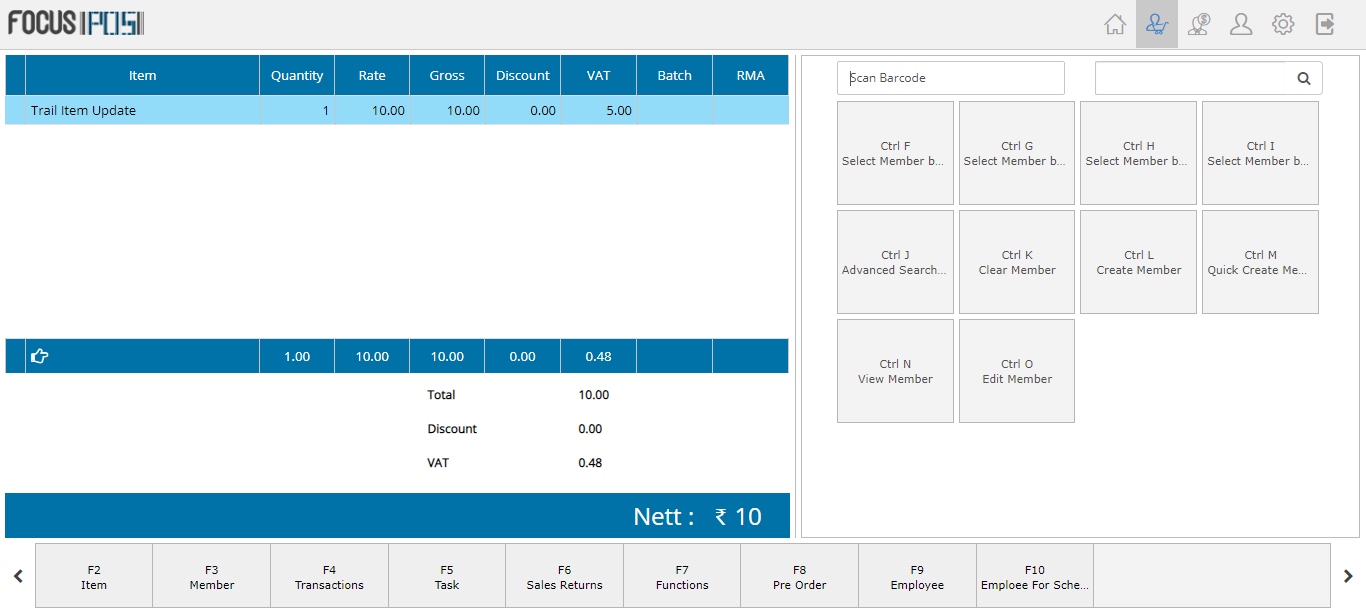 FOCUS POS
Item Quantity Rate Gross Discount VAT Batch RMA
Trail Item Update 1 10.00 10.00 0.00 5.00
1.00 10.00 10.00 0.00 0.48
Total 10.00
Discount 0.00
VAT 0.48
Nett : ₹ 10
Scan Barcode
Ctrl F
Select Member b...
Ctrl G
Select Member b...
Ctrl H
Select Member b...
Ctrl I
Select Member b...
Ctrl J
Advanced Search...
Ctrl K
Clear Member
Ctrl L
Create Member
Ctrl M
Quick Create Me...
Ctrl N
View Member
Ctrl O
Edit Member
F2
Item
F3
Member
F4
Transactions
F5
Task
F6
Sales Returns
F7
Functions
F8
Pre Order
F9
Employee
F10
Emploee For Sche...